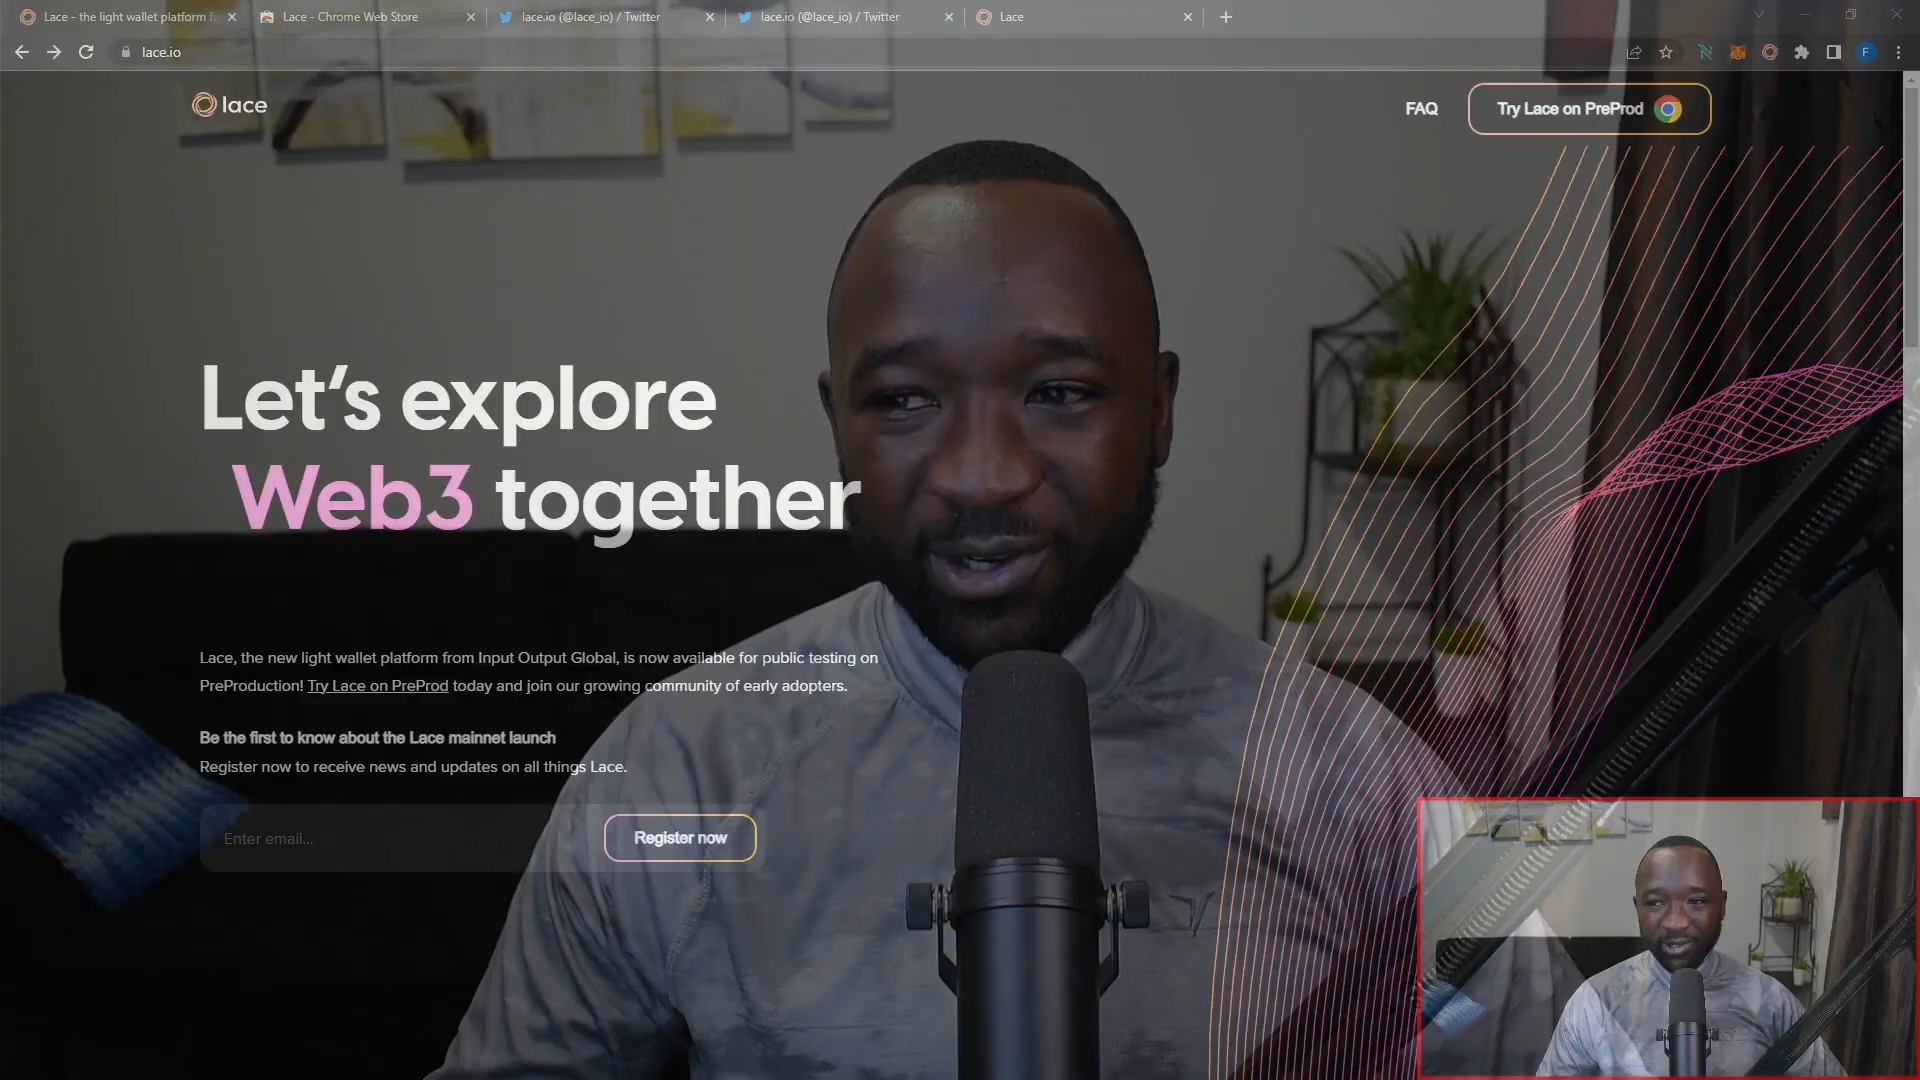 Lace - the light wallet platform f
Lace - Chrome Web Store
lace.io (@lace_io) / Twitter
lace.io (@lace_io) / Twitter
Lace
lace.io
F
lace
FAQ
Try Lace on PreProd
Let's explore
Web3 together
Lace, the new light wallet platform from Input Output Global, is now available for public testing on
PreProduction! Try Lace on PreProd today and join our growing community of early adopters.
Be the first to know about the Lace mainnet launch
Register now to receive news and updates on all things Lace.
Enter email...
Register now